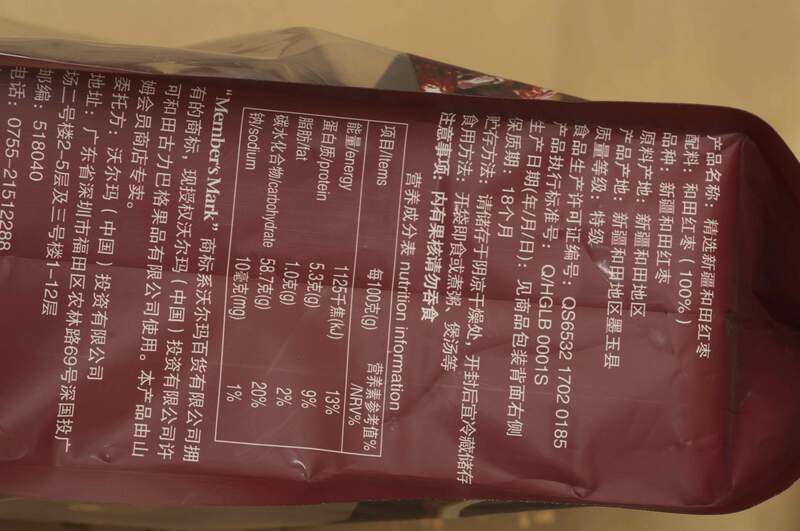 产品名称：精选新疆和田红枣
配料：和田红枣（100%）
品种：新疆和田红枣
原料产地：新疆和田地区
产品产地：新疆和田地区墨玉县
质量等级：特级
食品生产许可证编号：QS6532 1702 0185
产品执行标准号：Q/HGLB 0001S
生产日期(年/月/日)：见商品包装背面右侧
保质期：18个月
贮存方法：请储存于阴凉干燥处，开封后宜冷藏储存
食用方法：开袋即食或者粥、煲汤等
注意事项：内有果核请勿吞食
营养成分表 nutrition information
项目/Items 每100克(g) 营养素参考值%/NRV%
能量/energy 1125千焦(kJ) 13%
蛋白质/protein 5.3克(g) 9%
脂肪/fat 1.0克(g) 2%
碳水化合物/carbohydrate 58.7克(g) 20%
钠/sodium 10毫克(mg) 1%
“Member's Mark” 商标系沃尔玛百货有限公司拥
有的商标，现授权沃尔玛（中国）投资有限公司许
可和田古力巴格果品有限公司使用。本产品由山
姆会员商店专卖。
委托方：沃尔玛（中国）投资有限公司
地址：广东省深圳市福田区农林路69号深国投广
场二号楼2-5层及三号楼1-12层
邮编：518040
电话：0755-21512288